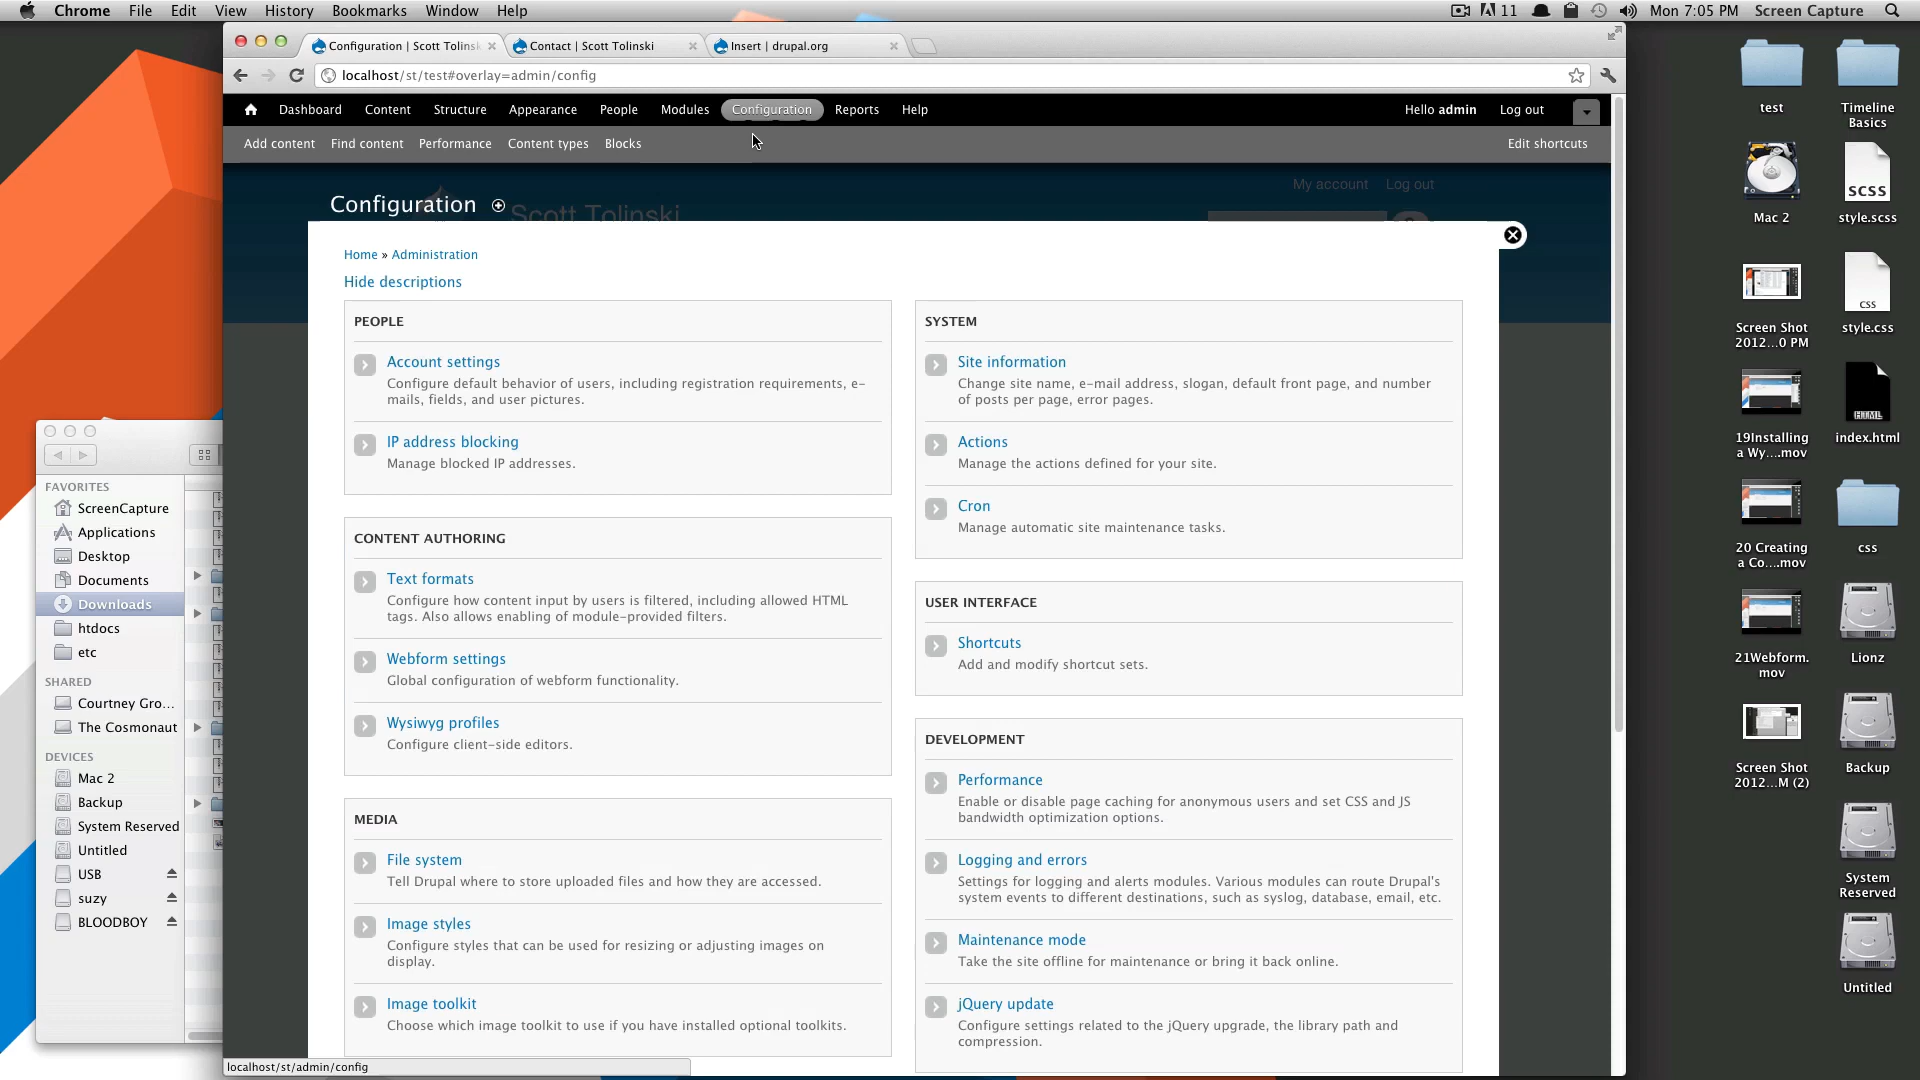 Chrome File Edit View History Bookmarks Window Help
11 Mon 7:05 PM Screen Capture
Configuration | Scott Tolinsk
Contact | Scott Tolinski
Insert | drupal.org
localhost/st/test#overlay=admin/config
Dashboard Content Structure Appearance People Modules Configuration Reports Help
Hello admin Log out
Add content Find content Performance Content types Blocks
Edit shortcuts
My account Log out
Configuration
Scott Tolinski
Home » Administration
Hide descriptions
PEOPLE
Account settings
Configure default behavior of users, including registration requirements, e-
mails, fields, and user pictures.
IP address blocking
Manage blocked IP addresses.
CONTENT AUTHORING
Text formats
Configure how content input by users is filtered, including allowed HTML
tags. Also allows enabling of module-provided filters.
Webform settings
Global configuration of webform functionality.
Wysiwyg profiles
Configure client-side editors.
MEDIA
File system
Tell Drupal where to store uploaded files and how they are accessed.
Image styles
Configure styles that can be used for resizing or adjusting images on
display.
Image toolkit
Choose which image toolkit to use if you have installed optional toolkits.
SYSTEM
Site information
Change site name, e-mail address, slogan, default front page, and number
of posts per page, error pages.
Actions
Manage the actions defined for your site.
Cron
Manage automatic site maintenance tasks.
USER INTERFACE
Shortcuts
Add and modify shortcut sets.
DEVELOPMENT
Performance
Enable or disable page caching for anonymous users and set CSS and JS
bandwidth optimization options.
Logging and errors
Settings for logging and alerts modules. Various modules can route Drupal's
system events to different destinations, such as syslog, database, email, etc.
Maintenance mode
Take the site offline for maintenance or bring it back online.
jQuery update
Configure settings related to the jQuery upgrade, the library path and
compression.
localhost/st/admin/config
FAVORITES
ScreenCapture
Applications
Desktop
Documents
Downloads
htdocs
etc
SHARED
Courtney Gro...
The Cosmonaut
DEVICES
Mac 2
Backup
System Reserved
Untitled
USB
suzy
BLOODBOY
test
Mac 2
Screen Shot
2012...0 PM
19Installing
a Wy....mov
20 Creating
a Co....mov
21Webform.
mov
Screen Shot
2012...M (2)
Timeline
Basics
SCSS
style.scss
css
style.css
HTML
index.html
css
Lionz
Backup
System
Reserved
Untitled